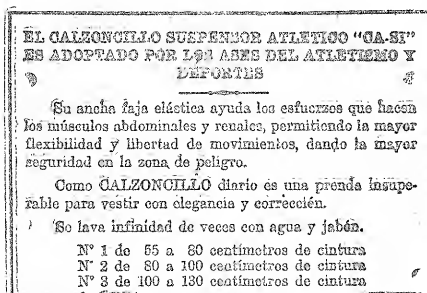 EL CALZONCILLO SUSPENSOR ATLETICO "CA-SI"
ES ADOPTADO POR LOS ASES DEL ATLETISMO Y
DEPORTES
Su ancha faja elástica ayuda los esfuerzos que hacen
los músculos abdominales y renales, permitiendo la mayor
flexibilidad y libertad de movimientos, dando la mayor
seguridad en la zona de peligro.
Como CALZONCILLO diario es una prenda insupe-
rable para vestir con elegancia y corrección.
Se lava infinidad de veces con agua y jabón.
N° 1 de 55 a 80 centímetros de cintura
N° 2 de 80 a 100 centímetros de cintura
N° 3 de 100 a 130 centímetros de cintura